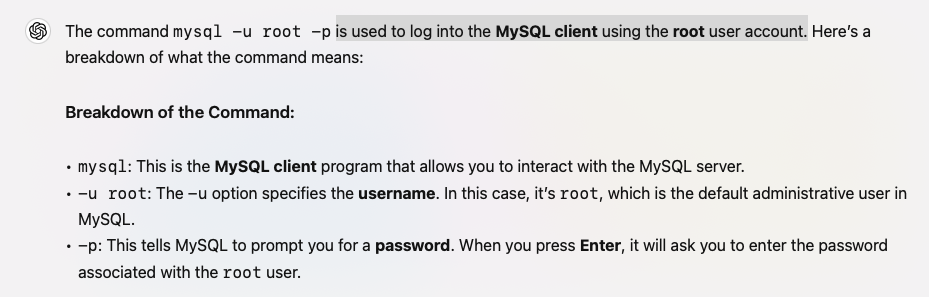 The command mysql -u root -p is used to log into the MySQL client using the root user account. Here's a
breakdown of what the command means:
Breakdown of the Command:
• mysql: This is the MySQL client program that allows you to interact with the MySQL server.
• -u root: The -u option specifies the username. In this case, it's root, which is the default administrative user in
MySQL.
• -p: This tells MySQL to prompt you for a password. When you press Enter, it will ask you to enter the password
associated with the root user.